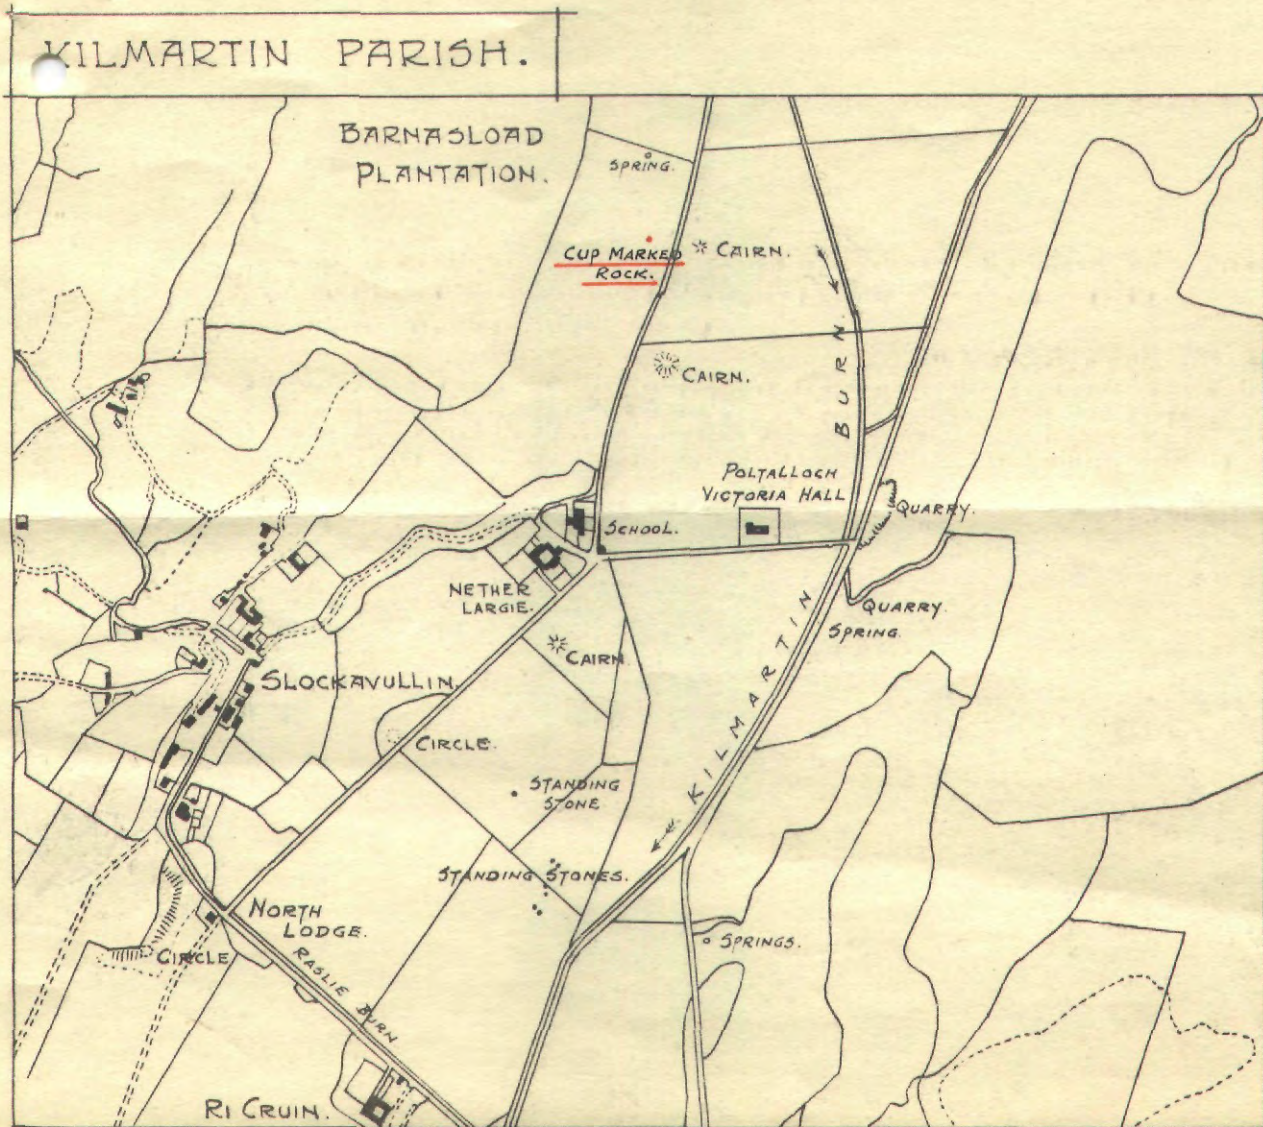 KILMARTIN PARISH.
BARNASLOAD
PLANTATION.
SPRING.
CUP MARKED
ROCK.
CAIRN.
CAIRN.
BURN.
POLTALLOCH
VICTORIA HALL
QUARRY.
SCHOOL.
NETHER
LARGIE.
QUARRY.
SPRING.
KILMARTIN
CAIRN
SLOCKAVULLIN.
CIRCLE.
STANDING
STONE
STANDING STONES.
NORTH
LODGE.
SPRINGS.
CIRCLE
RASLIE BURN
RI CRUIN.